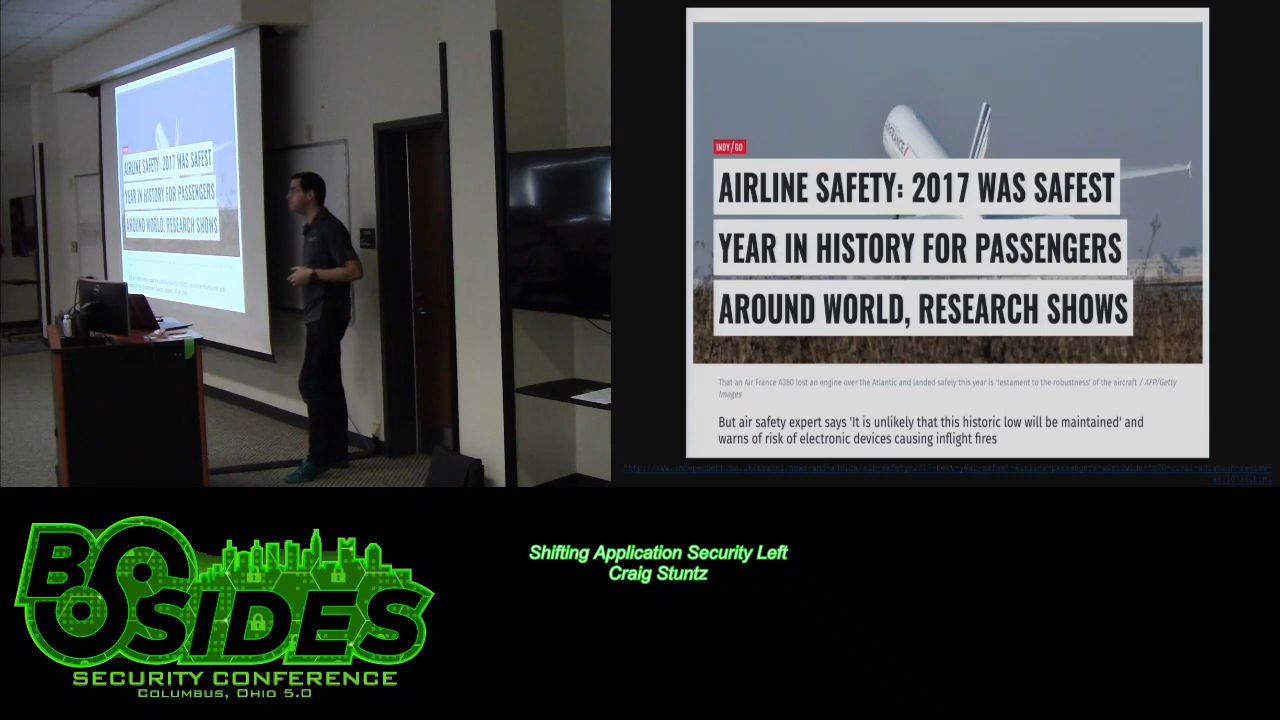 AIRLINE SAFETY: 2017 WAS SAFEST
YEAR IN HISTORY FOR PASSENGERS
AROUND WORLD, RESEARCH SHOWS
INDY/GO
AIRLINE SAFETY: 2017 WAS SAFEST
YEAR IN HISTORY FOR PASSENGERS
AROUND WORLD, RESEARCH SHOWS
That an Air France A380 lost an engine over the Atlantic and landed safely this year is 'testament to the robustness' of the aircraft / AFP/Getty
Images
But air safety expert says 'It is unlikely that this historic low will be maintained' and
warns of risk of electronic devices causing inflight fires
BSIDES
SECURITY CONFERENCE
COLUMBUS, OHIO 5.0
Shifting Application Security Left
Craig Stuntz